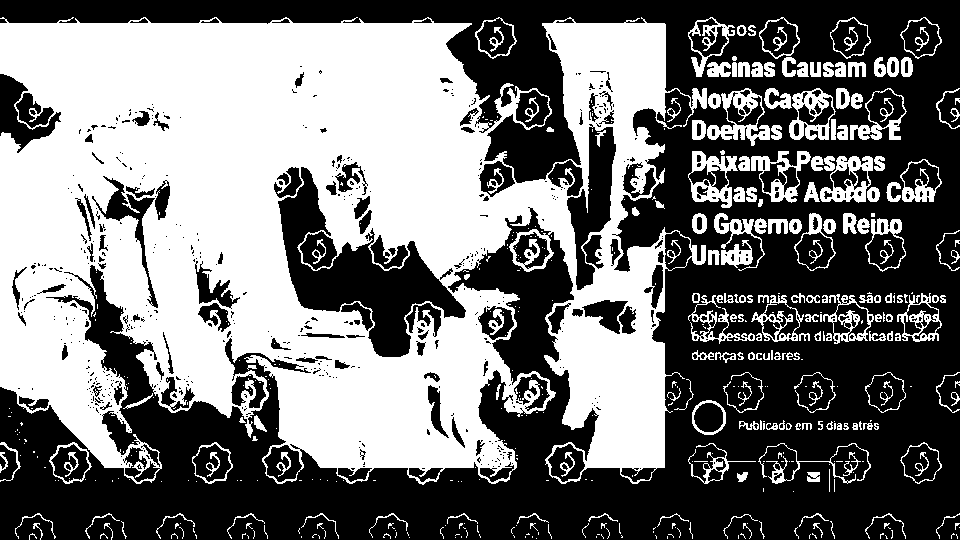 ARTIGOS
Vacinas Causam 600
Novos Casos De
Doenças Oculares E
Deixam 5 Pessoas
Cegas, De Acordo Com
O Governo Do Reino
Unido
Os relatos mais chocantes são distúrbios
oculares. Após a vacinação, pelo menos
634 pessoas foram diagnosticadas com
doenças oculares.
Publicado em 5 dias atrás